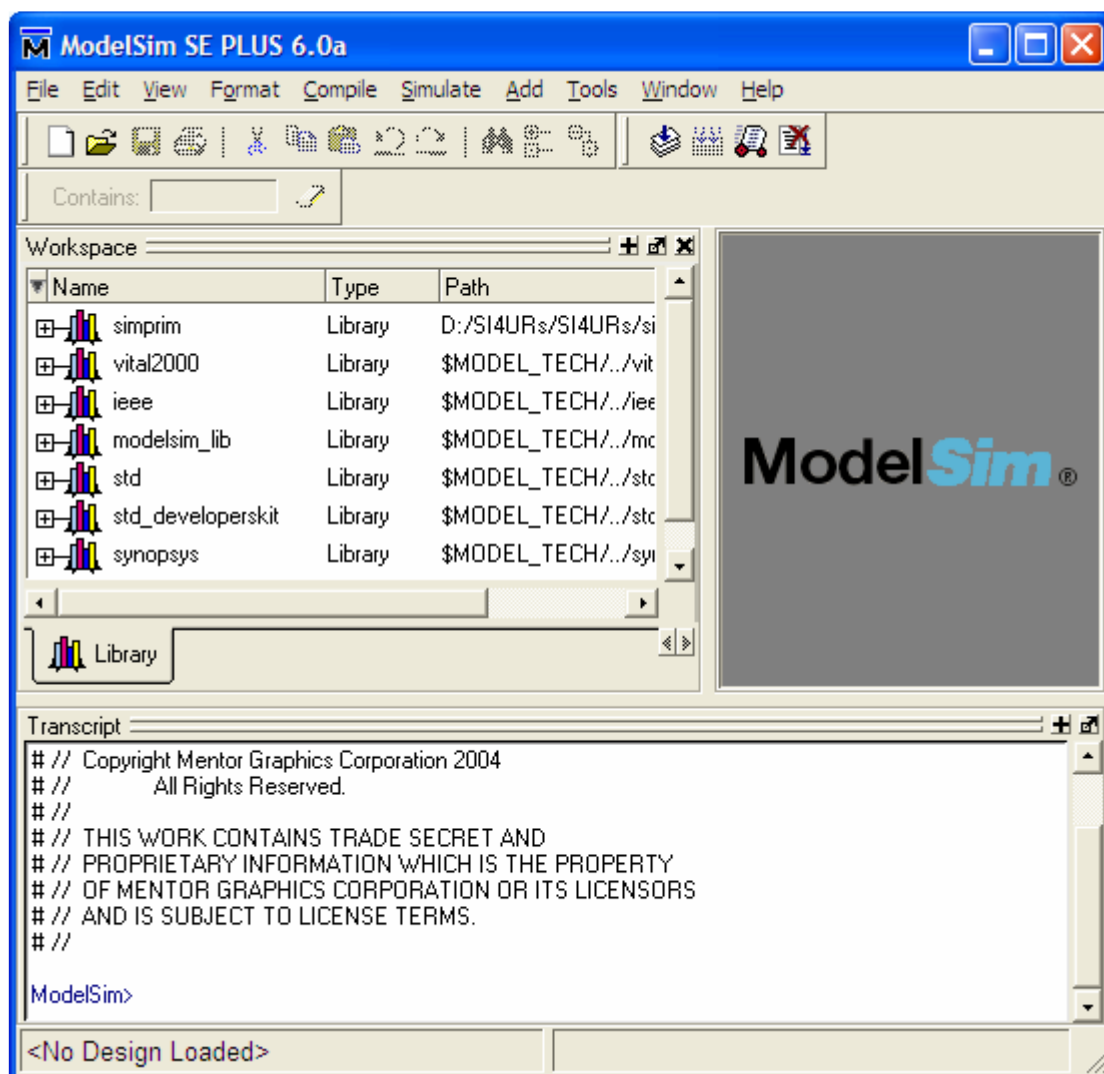 ModelSim SE PLUS 6.0a
File Edit View Format Compile Simulate Add Tools Window Help
Contains:
Workspace
Name Type Path
simprim Library D:/SI4URs/SI4URs/si
vital2000 Library $MODEL_TECH/../vit
ieee Library $MODEL_TECH/../iee
modelsim_lib Library $MODEL_TECH/../mo
std Library $MODEL_TECH/../std
std_developerskit Library $MODEL_TECH/../std
synopsys Library $MODEL_TECH/../syn
Library
ModelSim®
Transcript
# // Copyright Mentor Graphics Corporation 2004
# // All Rights Reserved.
# //
# // THIS WORK CONTAINS TRADE SECRET AND
# // PROPRIETARY INFORMATION WHICH IS THE PROPERTY
# // OF MENTOR GRAPHICS CORPORATION OR ITS LICENSORS
# // AND IS SUBJECT TO LICENSE TERMS.
# //
ModelSim>
<No Design Loaded>